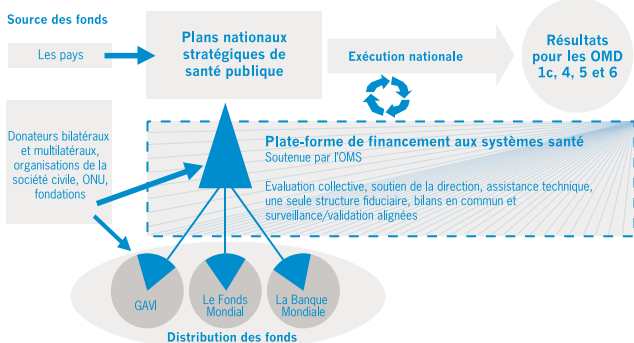 Source des fonds
Les pays
Plans nationaux
stratégiques de
santé publique
Exécution nationale
Résultats
pour les OMD
1c, 4, 5 et 6
Donateurs bilatéraux
et multilatéraux,
organisations de la
société civile, ONU,
fondations
Plate-forme de financement aux systèmes santé
Soutenue par l'OMS
Evaluation collective, soutien de la direction, assistance technique,
une seule structure fiduciaire, bilans en commun et
surveillance/validation alignées
GAVI
Le Fonds
Mondial
La Banque
Mondiale
Distribution des fonds